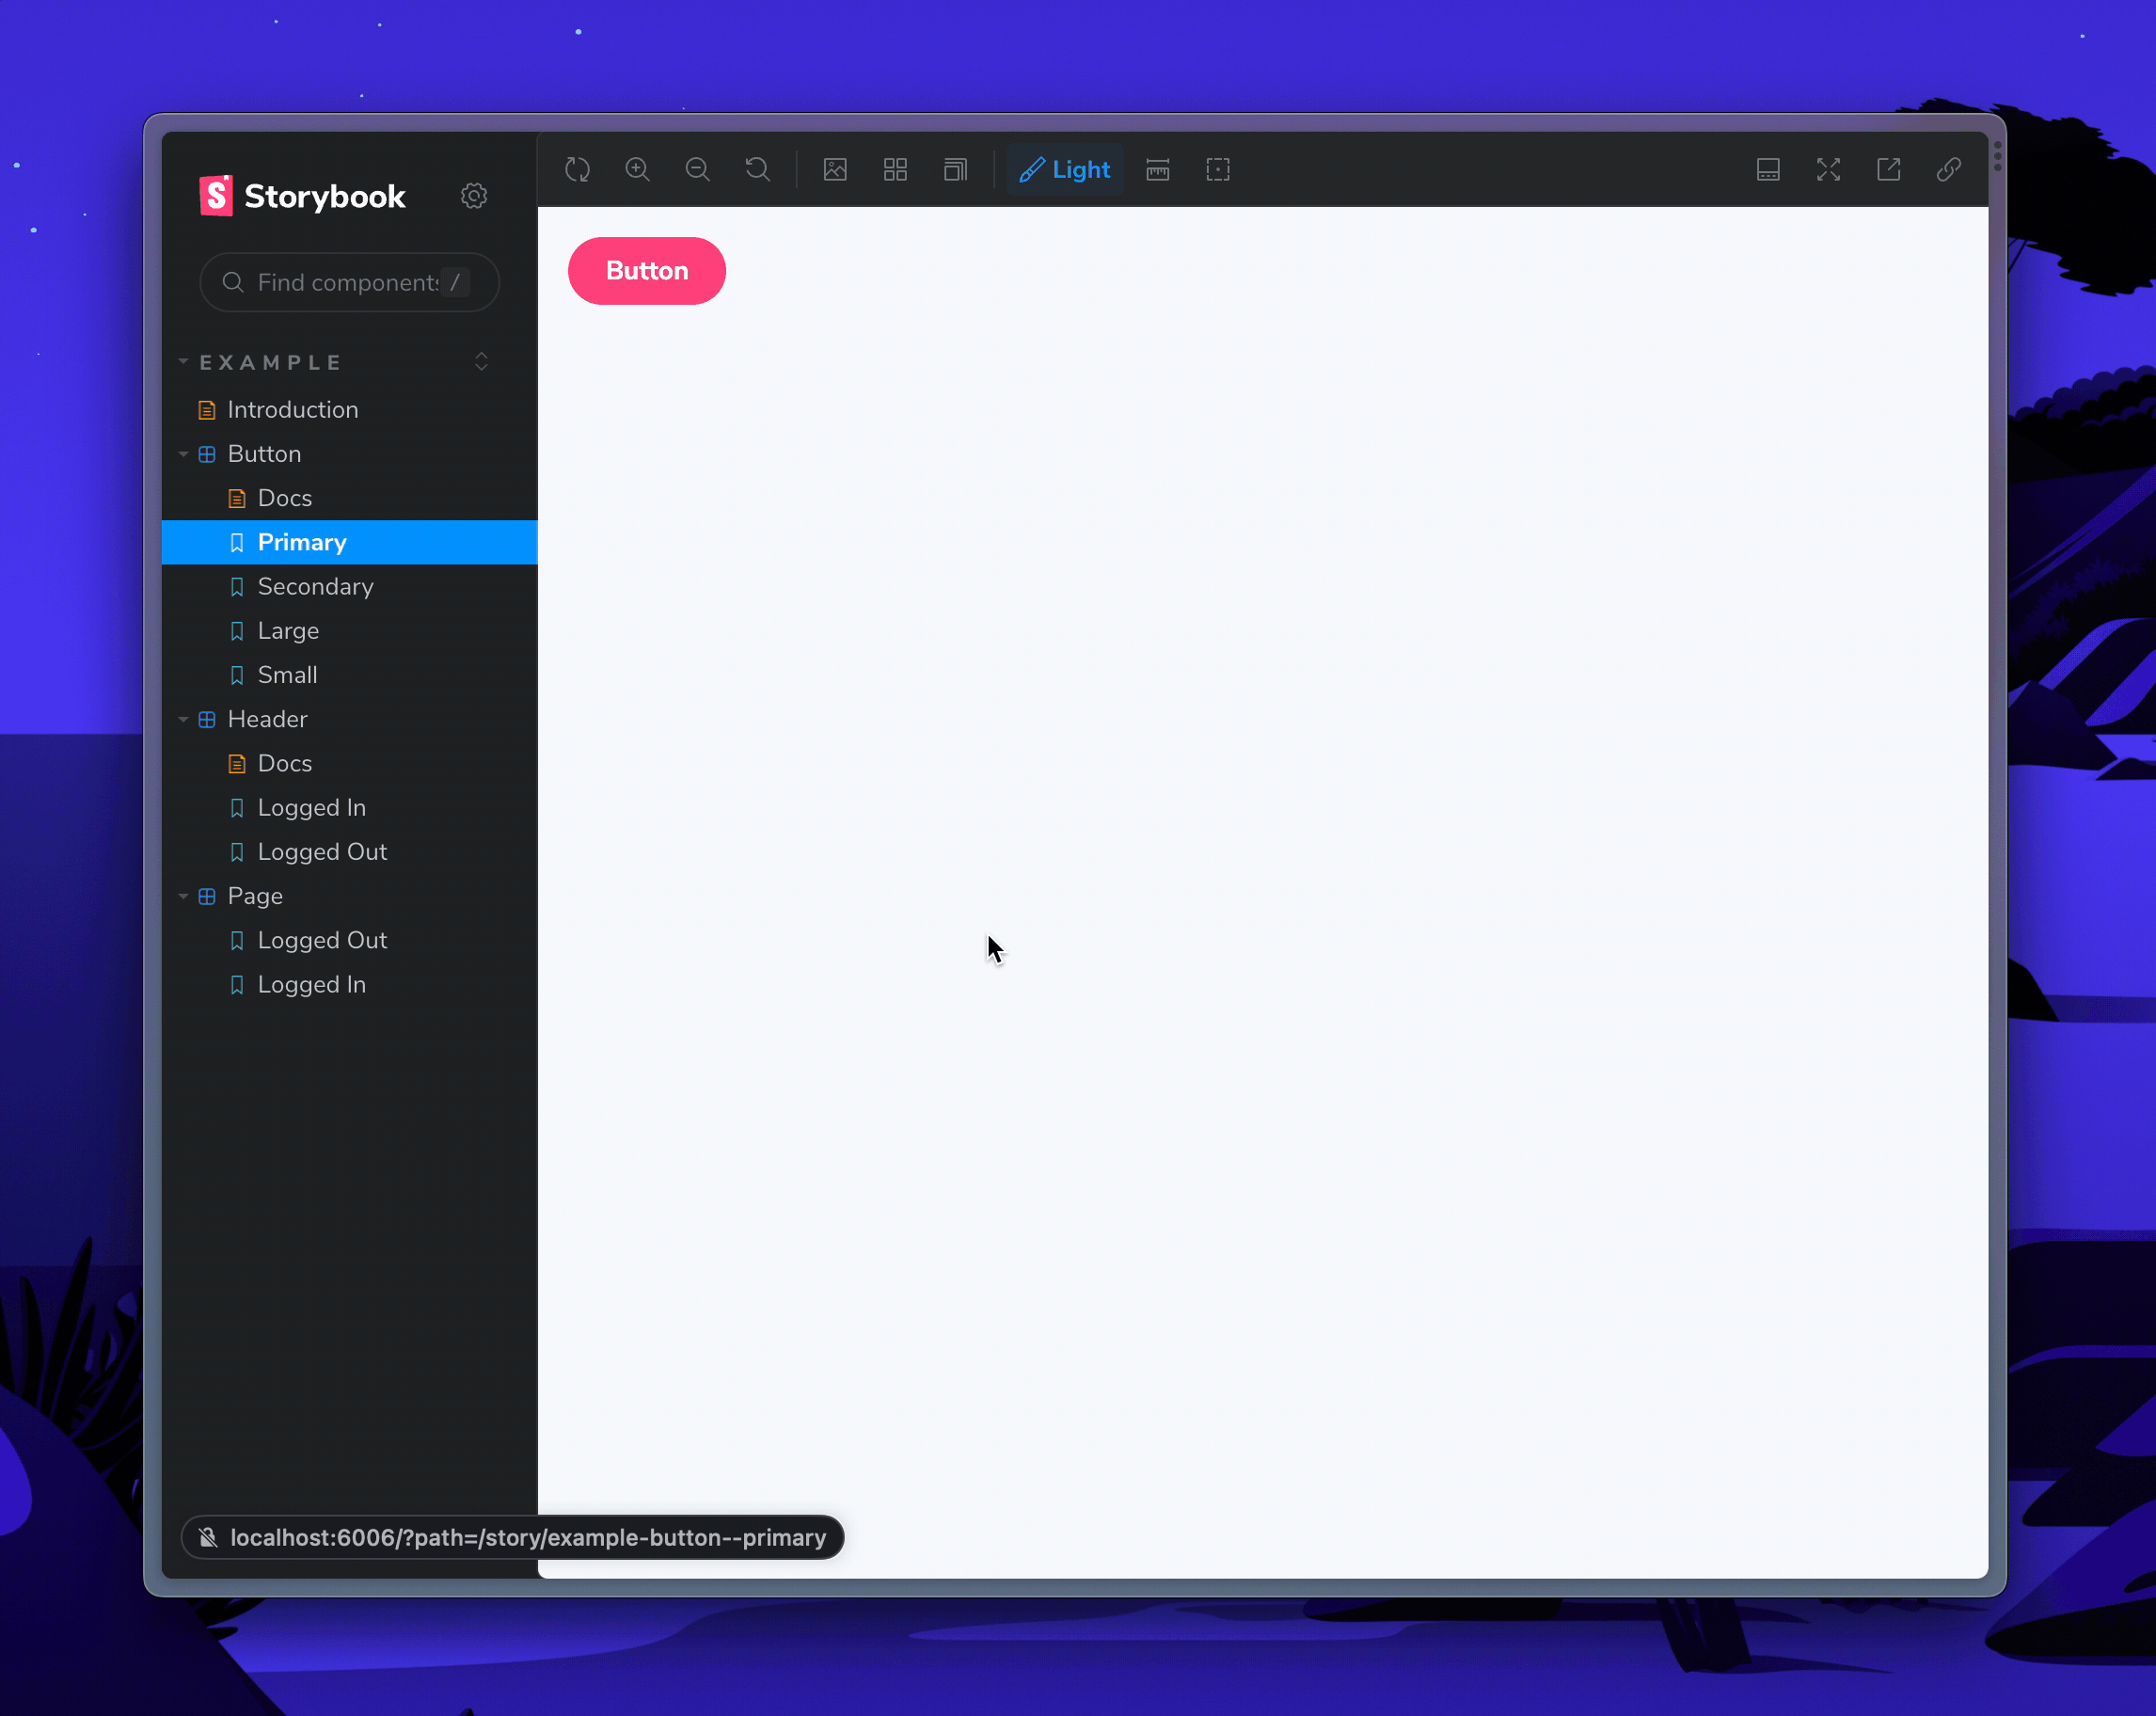 Storybook
Find components /
Light
EXAMPLE
Introduction
Button
Docs
Primary
Secondary
Large
Small
Header
Docs
Logged In
Logged Out
Page
Logged Out
Logged In
Button
localhost:6006/?path=/story/example-button--primary